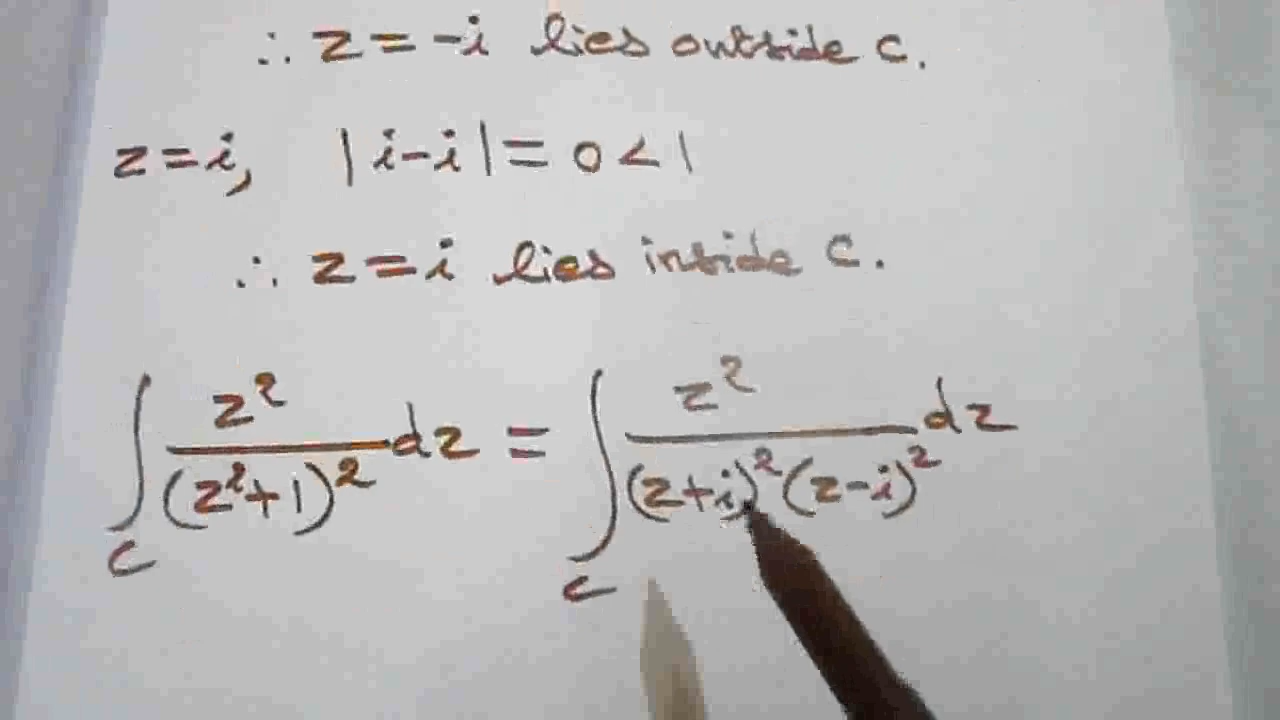 ∴ z = -i lies outside C.
z = i, |i-i| = 0 < 1
∴ z = i lies inside C.
∫_C z²/(z²+1)² dz = ∫_C z²/((z+i)²(z-i)²) dz